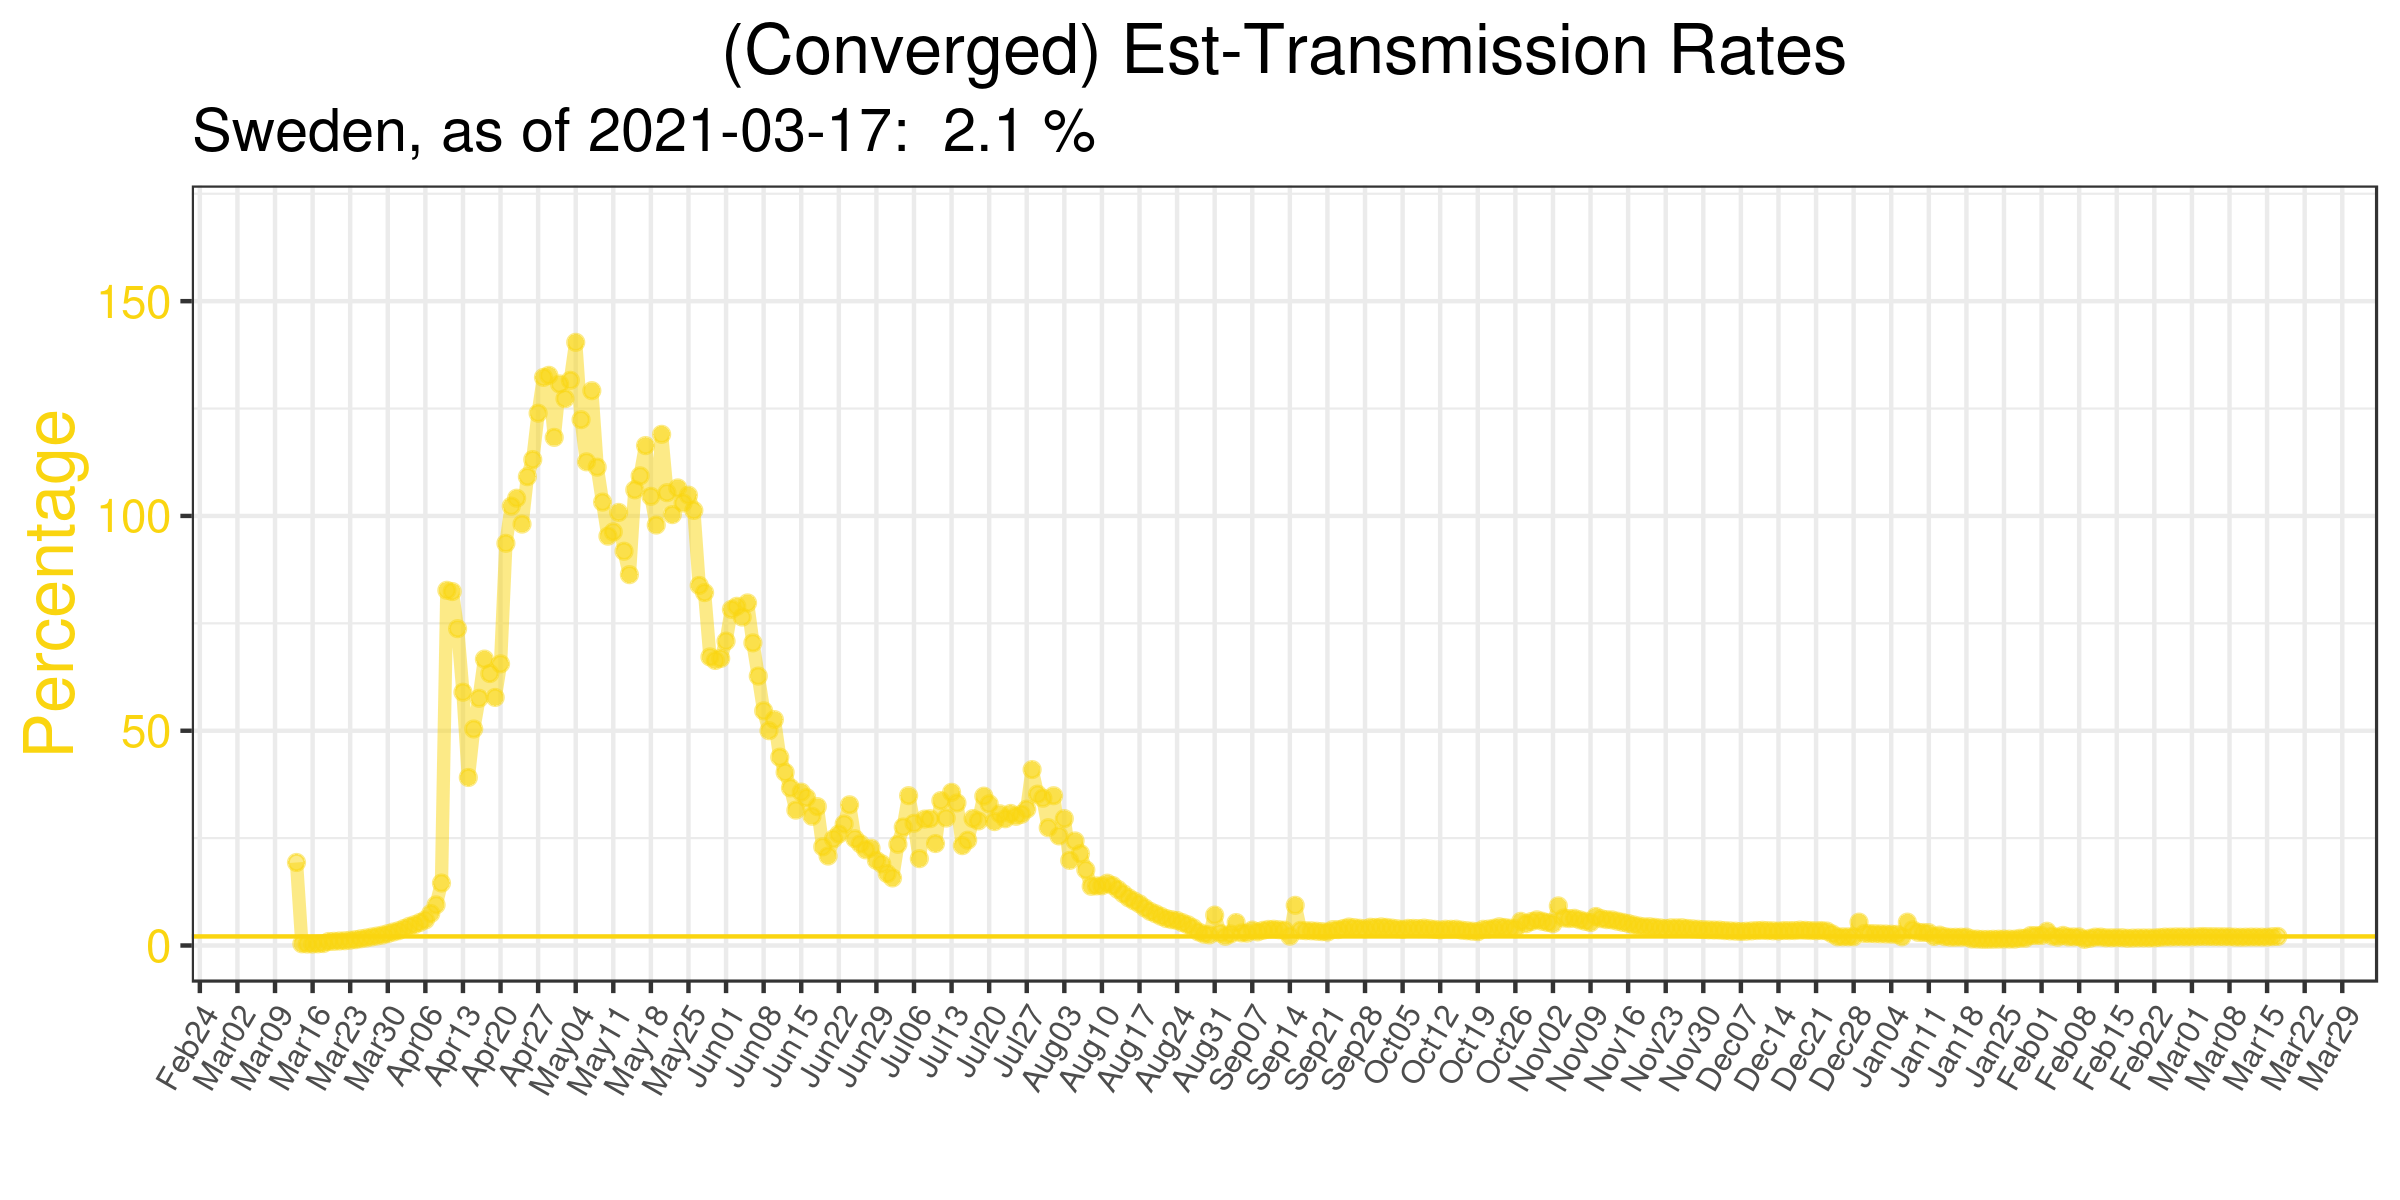 (Converged) Est-Transmission Rates
Sweden, as of 2021-03-17:  2.1 %
Percentage
150
100
50
0
Feb24
Mar02
Mar09
Mar16
Mar23
Mar30
Apr06
Apr13
Apr20
Apr27
May04
May11
May18
May25
Jun01
Jun08
Jun15
Jun22
Jun29
Jul06
Jul13
Jul20
Jul27
Aug03
Aug10
Aug17
Aug24
Aug31
Sep07
Sep14
Sep21
Sep28
Oct05
Oct12
Oct19
Oct26
Nov02
Nov09
Nov16
Nov23
Nov30
Dec07
Dec14
Dec21
Dec28
Jan04
Jan11
Jan18
Jan25
Feb01
Feb08
Feb15
Feb22
Mar01
Mar08
Mar15
Mar22
Mar29